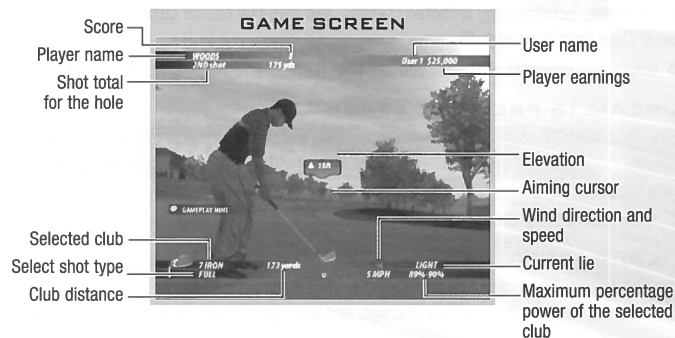 GAME SCREEN
Score
Player name
Shot total
for the hole
WOODS E
2ND shot 175 yds
User 1 $25,000
User name
Player earnings
▲ 15ft
Elevation
Aiming cursor
Wind direction and
speed
Current lie
Maximum percentage
power of the selected
club
GAMEPLAY HINT
Selected club
Select shot type
Club distance
7 IRON 173 yards
FULL
5 MPH
LIGHT
89%-90%